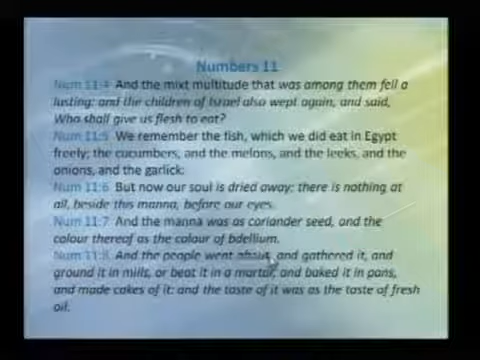 Numbers 11
Num 11:4 And the mixt multitude that was among them fell a
lusting: and the children of Israel also wept again, and said,
Who shall give us flesh to eat?
Num 11:5 We remember the fish, which we did eat in Egypt
freely; the cucumbers, and the melons, and the leeks, and the
onions, and the garlick:
Num 11:6 But now our soul is dried away: there is nothing at
all, beside this manna, before our eyes.
Num 11:7 And the manna was as coriander seed, and the
colour thereof as the colour of bdellium.
Num 11:8 And the people went about, and gathered it, and
ground it in mills, or beat it in a mortar, and baked it in pans,
and made cakes of it: and the taste of it was as the taste of fresh
oil.